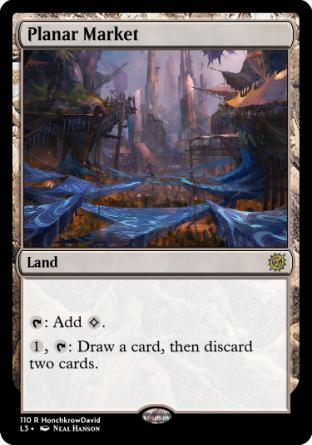 Planar Market
Land
: Add .
1, : Draw a card, then discard
two cards.
110 R HonchkrowDavid
L3 • Neal Hanson